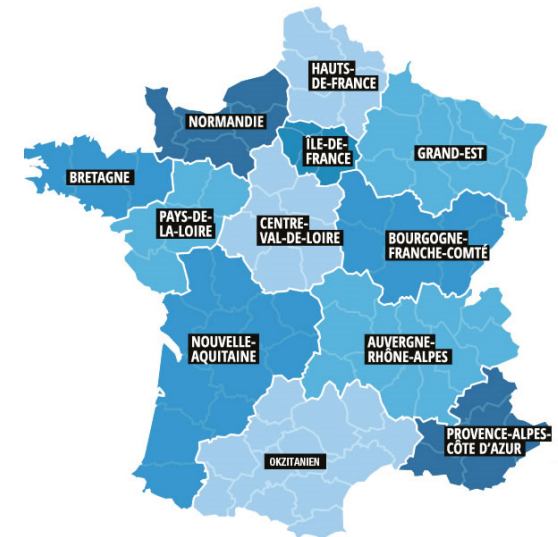 HAUTS-
DE-FRANCE
NORMANDIE
ÎLE-DE-
FRANCE
GRAND-EST
BRETAGNE
PAYS-DE-
LA-LOIRE
CENTRE-
VAL-DE-LOIRE
BOURGOGNE-
FRANCHE-COMTÉ
NOUVELLE-
AQUITAINE
AUVERGNE-
RHÔNE-ALPES
PROVENCE-ALPES-
CÔTE D'AZUR
OKZITANIEN